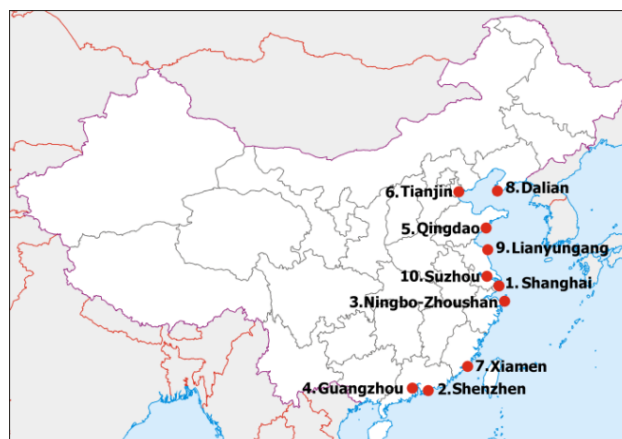 6.Tianjin
8.Dalian
5.Qingdao
9.Lianyungang
10.Suzhou
1. Shanghai
3.Ningbo-Zhoushan
7.Xiamen
4.Guangzhou
2.Shenzhen